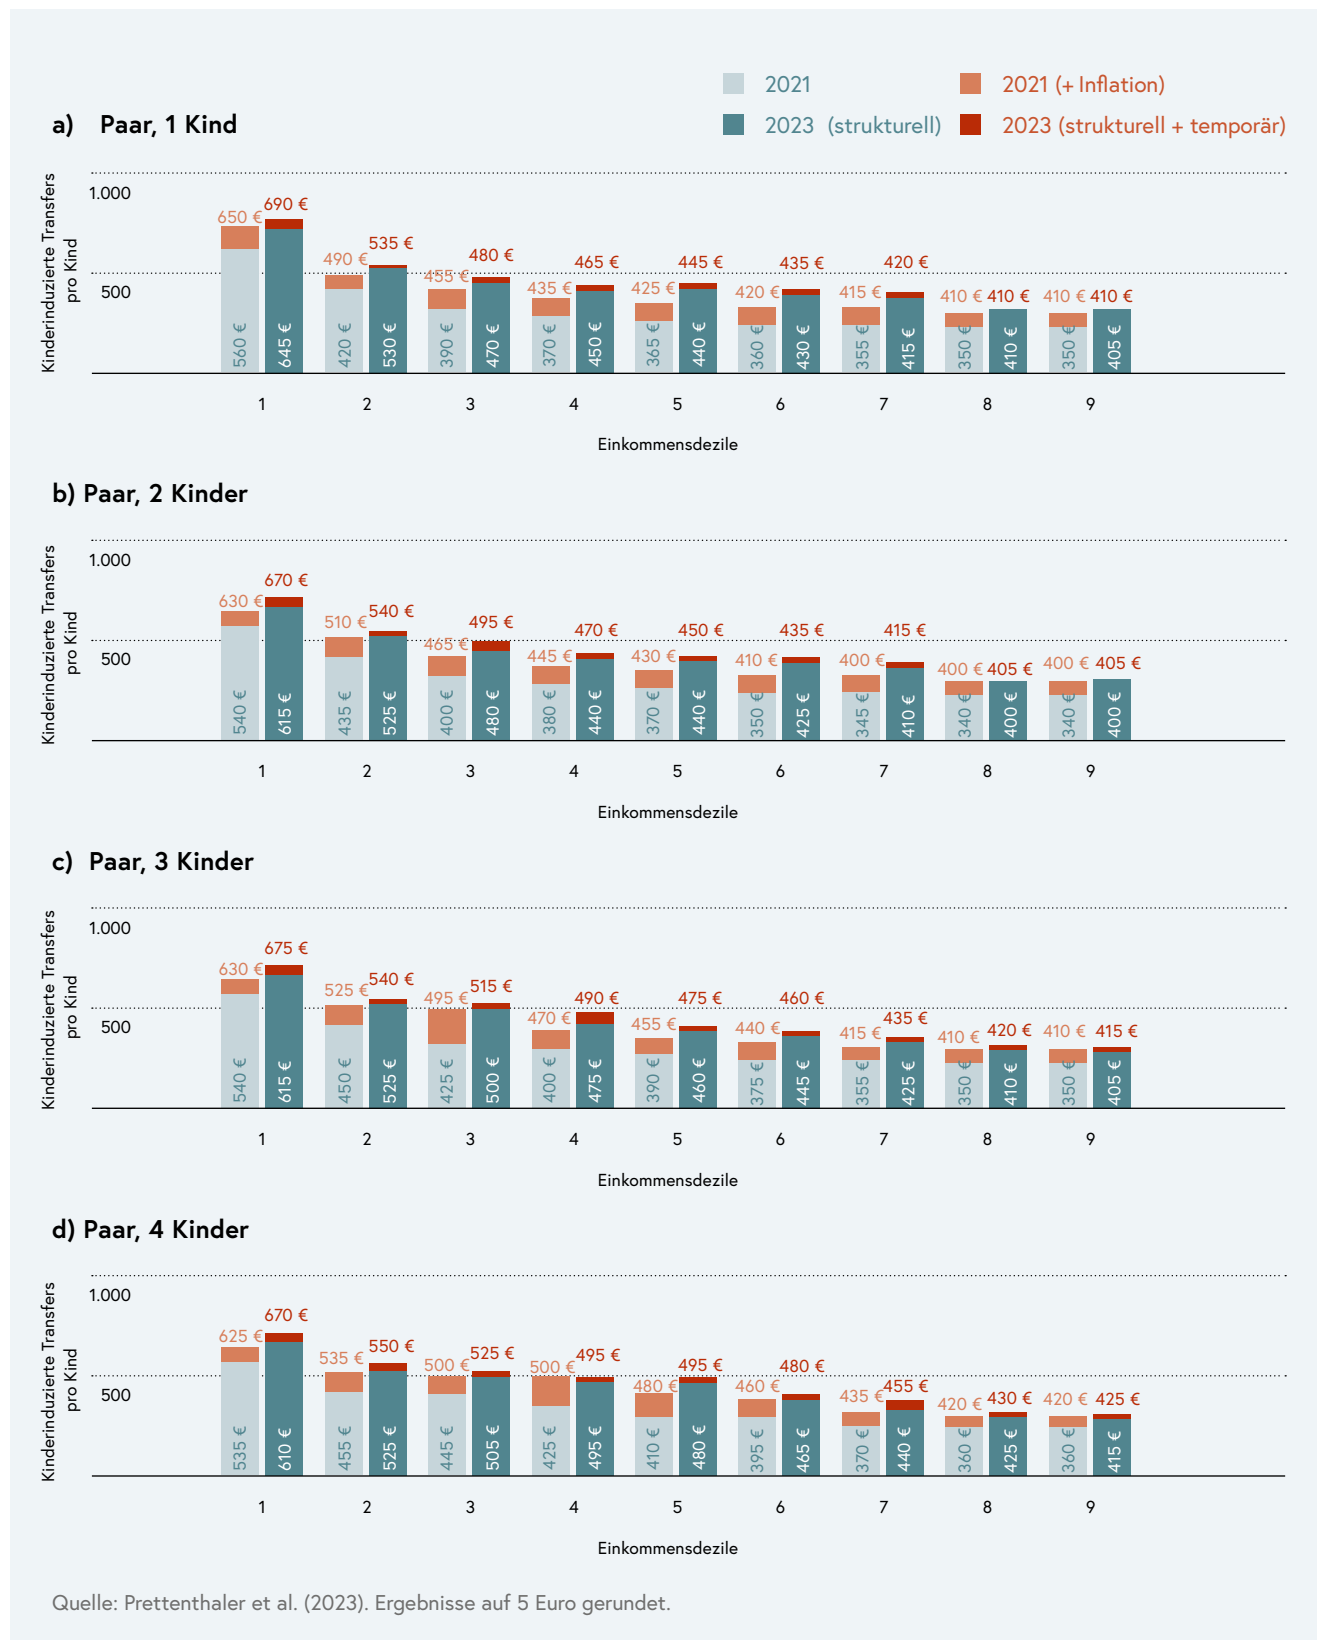 2021
2021 (+ Inflation)
2023 (strukturell)
2023 (strukturell + temporär)
a) Paar, 1 Kind
Kinderinduzierte Transfers
pro Kind
1.000
500
650 € 690 € 490 € 535 € 455 € 480 € 435 € 465 € 425 € 445 € 420 € 435 € 415 € 420 € 410 € 410 € 410 € 410 €
560 € 645 € 420 € 530 € 390 € 470 € 370 € 450 € 365 € 440 € 360 € 430 € 355 € 415 € 350 € 410 € 350 € 405 €
1 2 3 4 5 6 7 8 9
Einkommensdezile
b) Paar, 2 Kinder
Kinderinduzierte Transfers
pro Kind
1.000
500
630 € 670 € 510 € 540 € 465 € 495 € 445 € 470 € 430 € 450 € 410 € 435 € 400 € 415 € 400 € 405 € 400 € 405 €
540 € 615 € 435 € 525 € 400 € 480 € 380 € 440 € 370 € 440 € 350 € 425 € 345 € 410 € 340 € 400 € 340 € 400 €
1 2 3 4 5 6 7 8 9
Einkommensdezile
c) Paar, 3 Kinder
Kinderinduzierte Transfers
pro Kind
1.000
500
630 € 675 € 525 € 540 € 495 € 515 € 470 € 490 € 455 € 475 € 440 € 460 € 415 € 435 € 410 € 420 € 410 € 415 €
540 € 615 € 450 € 525 € 425 € 500 € 400 € 475 € 390 € 460 € 375 € 445 € 355 € 425 € 350 € 410 € 350 € 405 €
1 2 3 4 5 6 7 8 9
Einkommensdezile
d) Paar, 4 Kinder
Kinderinduzierte Transfers
pro Kind
1.000
500
625 € 670 € 535 € 550 € 500 € 525 € 500 € 495 € 480 € 495 € 460 € 480 € 435 € 455 € 420 € 430 € 420 € 425 €
535 € 610 € 455 € 525 € 445 € 505 € 425 € 495 € 410 € 480 € 395 € 465 € 370 € 440 € 360 € 425 € 360 € 415 €
1 2 3 4 5 6 7 8 9
Einkommensdezile
Quelle: Prettenthaler et al. (2023). Ergebnisse auf 5 Euro gerundet.